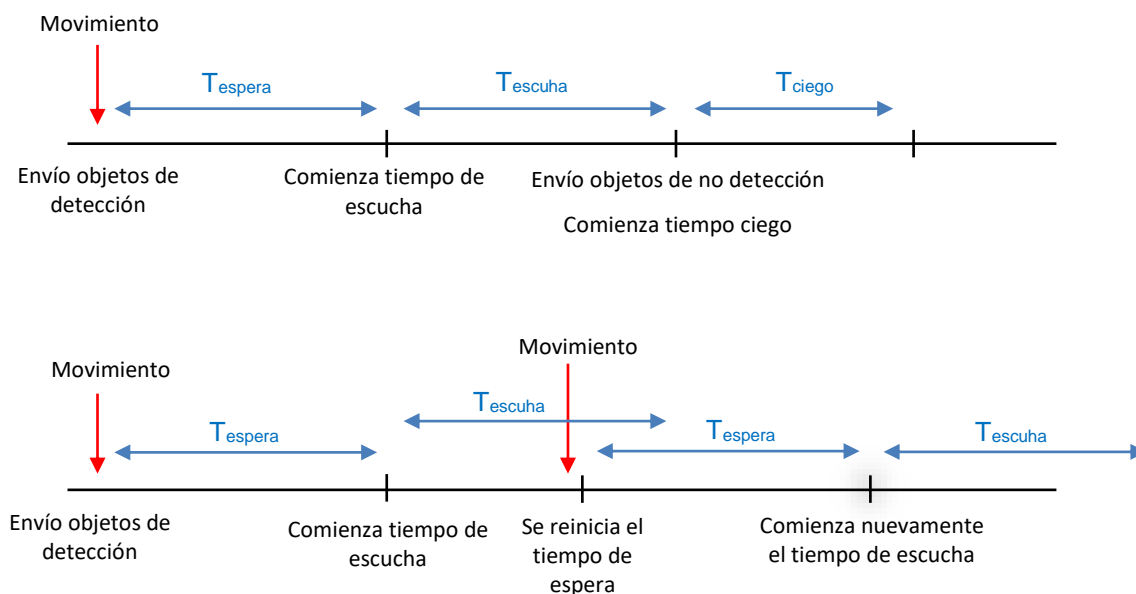 Movimiento
Tespera
Tescuha
Tciego
Envío objetos de
detección
Comienza tiempo de
escucha
Envío objetos de no detección
Comienza tiempo ciego
Movimiento
Movimiento
Tespera
Tescuha
Tespera
Tescuha
Envío objetos de
detección
Comienza tiempo de
escucha
Se reinicia el
tiempo de
espera
Comienza nuevamente
el tiempo de escucha